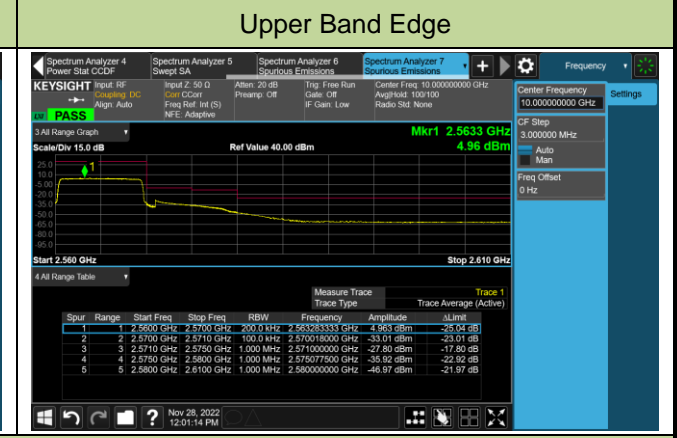 Upper Band Edge
Spectrum Analyzer 4
Power Stat CCDF
Spectrum Analyzer 5
Swept SA
Spectrum Analyzer 6
Spurious Emissions
Spectrum Analyzer 7
Spurious Emissions
Frequency
KEYSIGHT
Input: RF
Coupling: DC
Align: Auto
Input Z: 50 Ω
Corr CCorr
Freq Ref: Int (S)
NFE: Adaptive
Atten: 20 dB
Preamp: Off
Trig: Free Run
Gate: Off
IF Gain: Low
Center Freq: 10.000000000 GHz
Avg|Hold: 100/100
Radio Std: None
PASS
Center Frequency
10.000000000 GHz
Settings
CF Step
3.000000 MHz
Auto
Man
Freq Offset
0 Hz
3 All Range Graph
Mkr1 2.5633 GHz
Scale/Div 15.0 dB
Ref Value 40.00 dBm
4.96 dBm
1
25.0
10.0
-5.00
-20.0
-35.0
-50.0
-65.0
-80.0
-95.0
Start 2.560 GHz
Stop 2.610 GHz
4 All Range Table
Measure Trace Trace 1
Trace Type Trace Average (Active)
Spur Range Start Freq Stop Freq RBW Frequency Amplitude ΔLimit
1 1 2.5600 GHz 2.5700 GHz 200.0 kHz 2.563283333 GHz 4.963 dBm -25.04 dB
2 2 2.5700 GHz 2.5710 GHz 100.0 kHz 2.570018000 GHz -33.01 dBm -23.01 dB
3 3 2.5710 GHz 2.5750 GHz 1.000 MHz 2.571000000 GHz -27.80 dBm -17.80 dB
4 4 2.5750 GHz 2.5800 GHz 1.000 MHz 2.575077500 GHz -35.92 dBm -22.92 dB
5 5 2.5800 GHz 2.6100 GHz 1.000 MHz 2.580000000 GHz -46.97 dBm -21.97 dB
Nov 28, 2022
12:01:14 PM